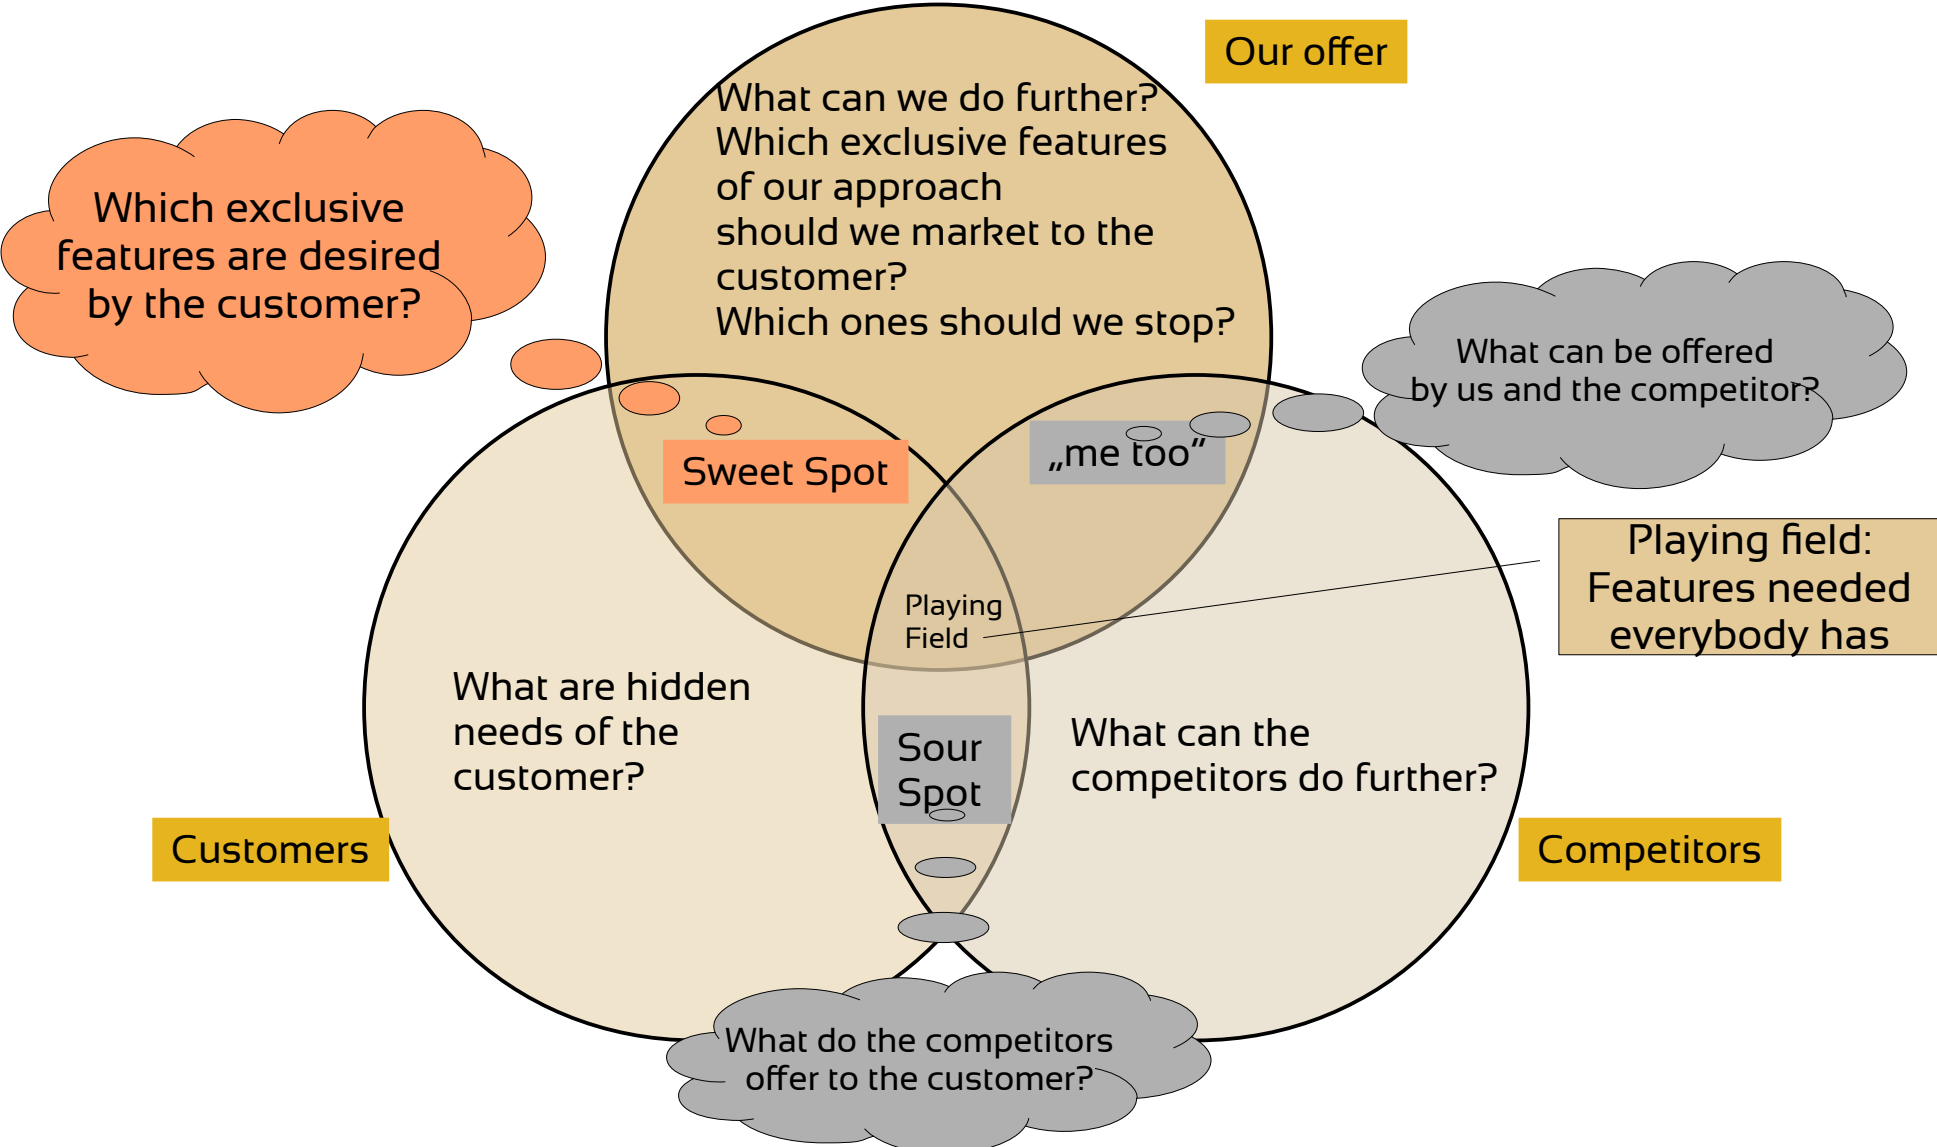 Our offer
What can we do further?
Which exclusive features
of our approach
should we market to the
customer?
Which ones should we stop?
Which exclusive
features are desired
by the customer?
What can be offered
by us and the competitor?
Sweet Spot
„me too“
Playing field:
Features needed
everybody has
Playing
Field
What are hidden
needs of the
customer?
Sour
Spot
What can the
competitors do further?
Customers
Competitors
What do the competitors
offer to the customer?